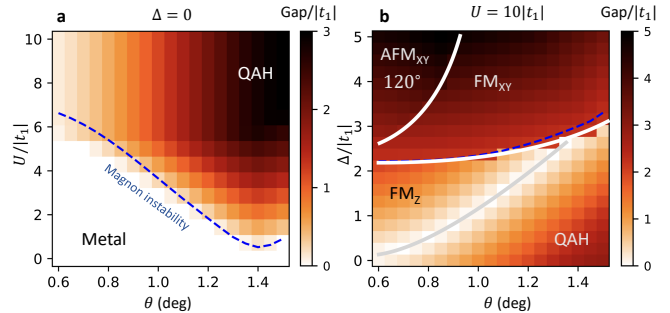 a
Δ = 0
Gap/|t₁|
10
8
6
4
2
0
U/|t₁|
QAH
Magnon instability
Metal
0.6
0.8
1.0
1.2
1.4
θ (deg)
3
2
1
0
b
U = 10|t₁|
Gap/|t₁|
5
4
3
2
1
0
Δ/|t₁|
AFM_XY
120°
FM_XY
FM_Z
QAH
0.6
0.8
1.0
1.2
1.4
θ (deg)
5
4
3
2
1
0